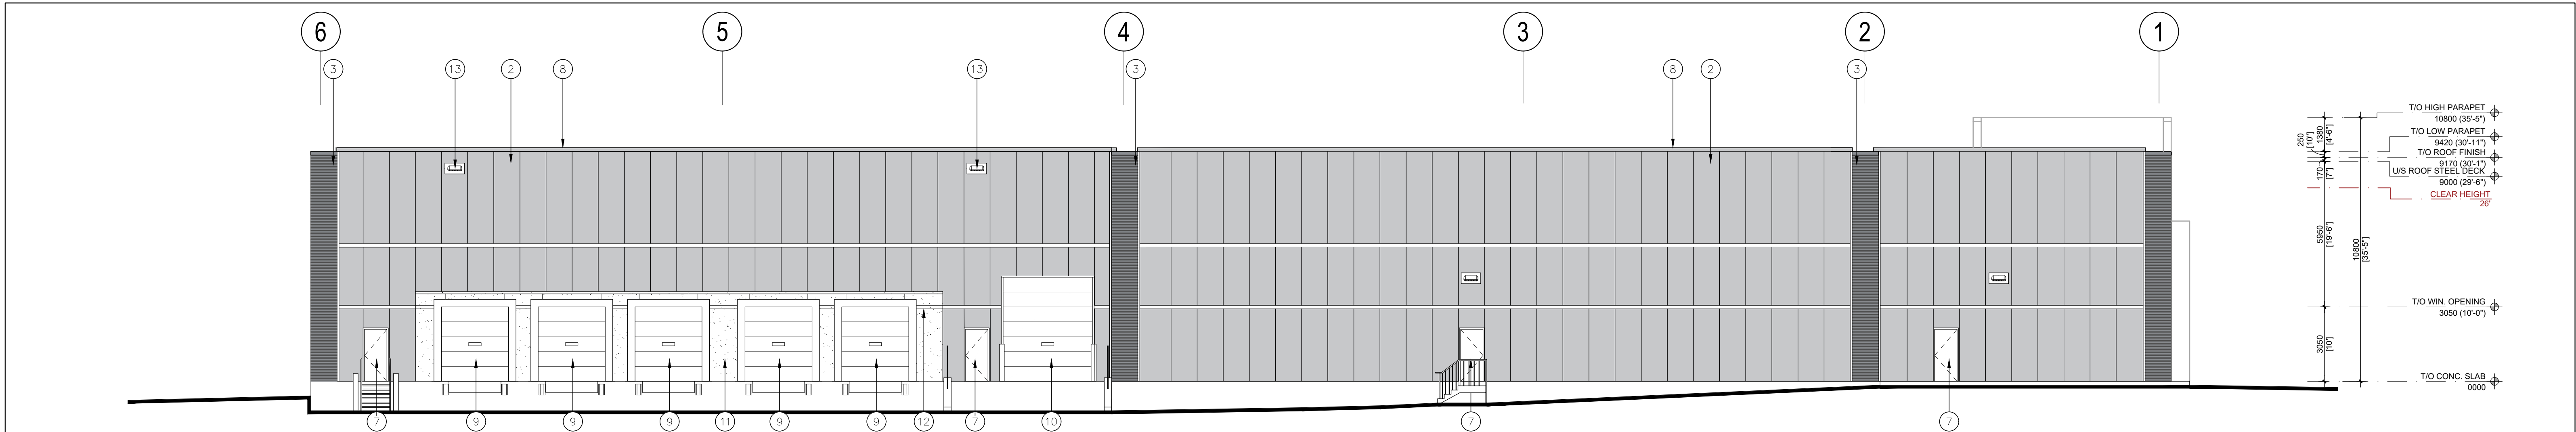 6 5 4 3 2 1
3 13 2 8 13 3 8 2 3
T/O HIGH PARAPET
10800 (35'-5")
T/O LOW PARAPET
9420 (30'-11")
T/O ROOF FINISH
9170 (30'-1")
U/S ROOF STEEL DECK
9000 (29'-6")
CLEAR HEIGHT
26'
T/O WIN. OPENING
3050 (10'-0")
T/O CONC. SLAB
0000
250
[10"]
1380
[4'-6"]
170
[7"]
5950
[19'-6"]
3050
[10']
10800
[35'-5"]
7 9 9 9 11 9 9 12 7 10 7 7